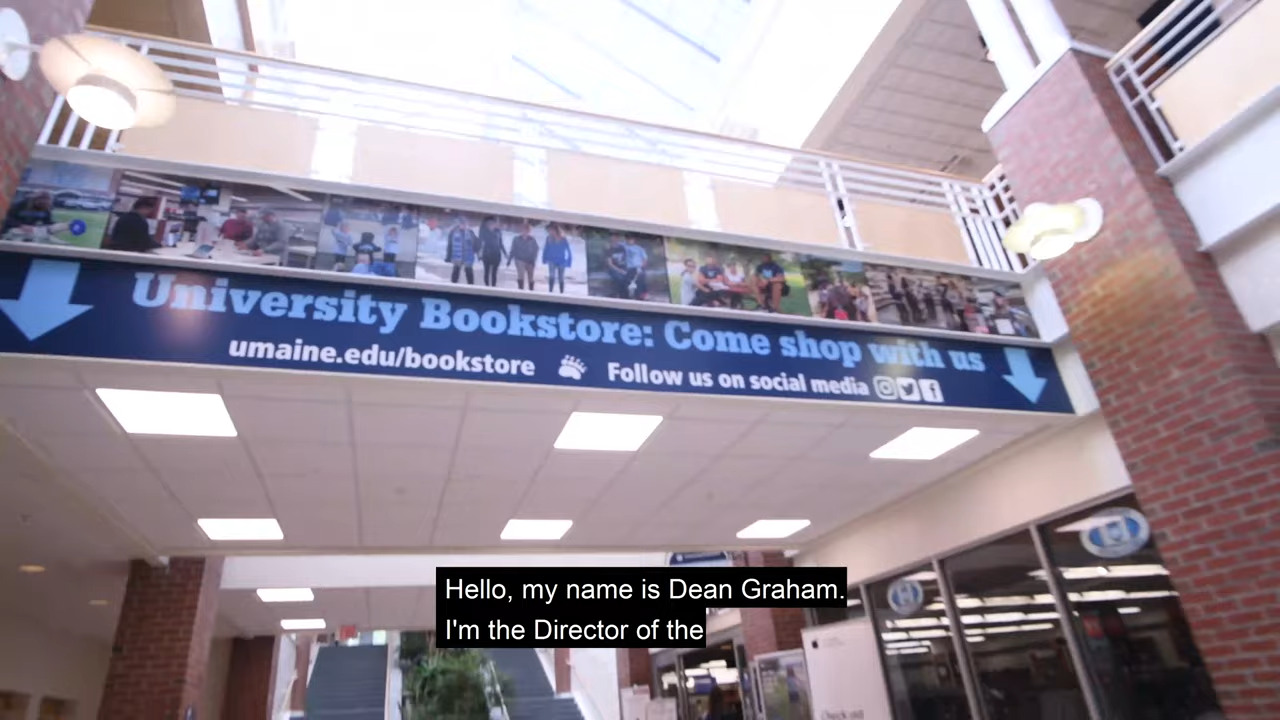 University Bookstore: Come shop with us
umaine.edu/bookstore Follow us on social media
Hello, my name is Dean Graham.
I'm the Director of the